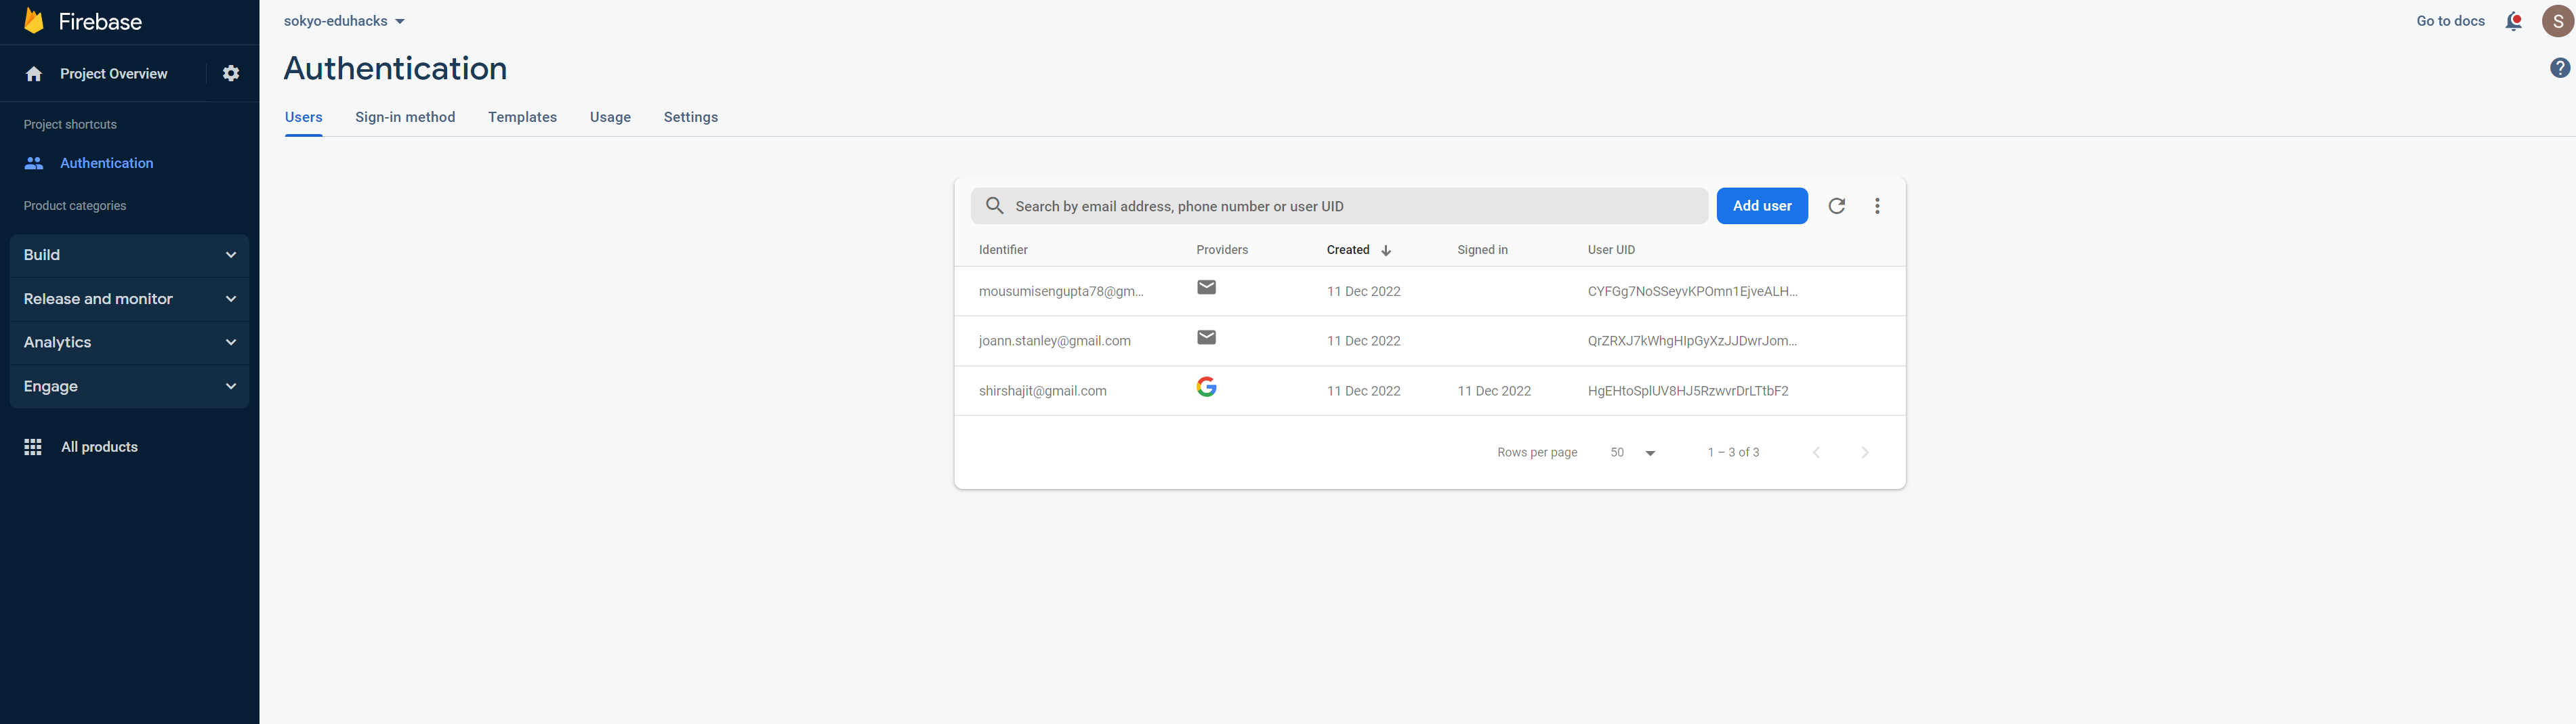 Firebase
Project Overview
Project shortcuts
Authentication
Product categories
Build
Release and monitor
Analytics
Engage
All products
sokyo-eduhacks
Go to docs
S
Authentication
Users Sign-in method Templates Usage Settings
Search by email address, phone number or user UID
Add user
Identifier Providers Created Signed in User UID
mousumisengupta78@gm... 11 Dec 2022 CYFGg7NoSSeyvKPOmn1EjveALH...
joann.stanley@gmail.com 11 Dec 2022 QrZRXJ7kWhgHIpGyXzJJDwrJom...
shirshajit@gmail.com 11 Dec 2022 11 Dec 2022 HgEHtoSplUV8HJ5RzwvrDrLTtbF2
Rows per page 50 1 – 3 of 3